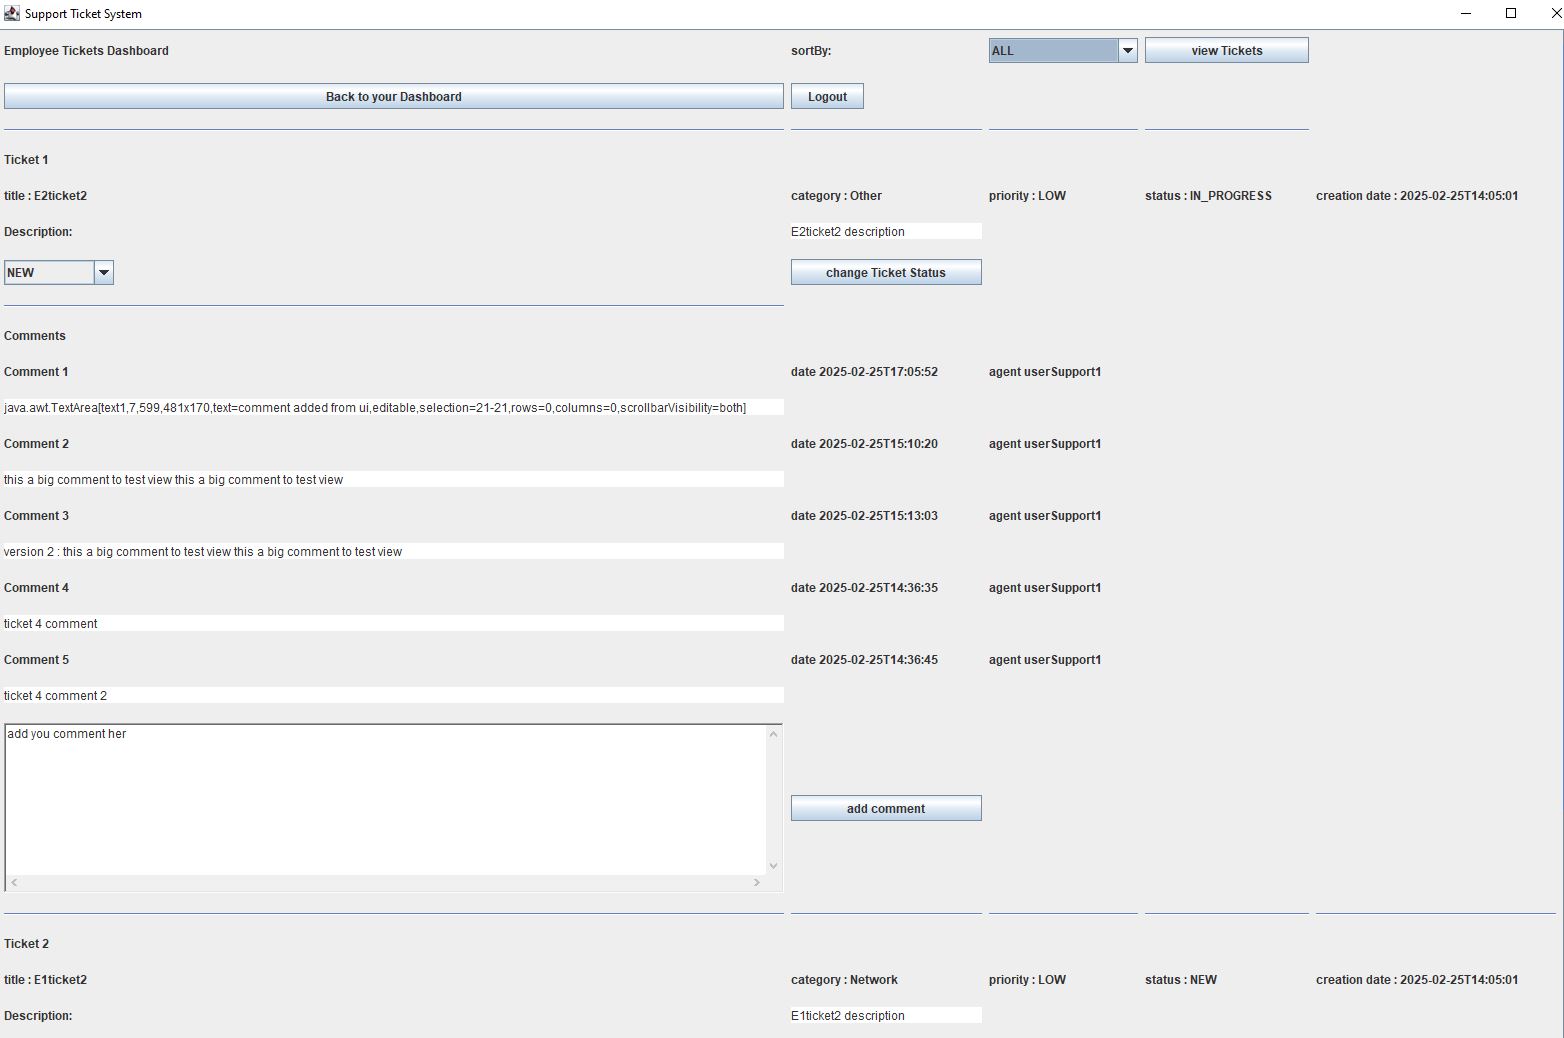 Support Ticket System
Employee Tickets Dashboard sortBy: ALL view Tickets
Back to your Dashboard Logout
Ticket 1
title : E2ticket2 category : Other priority : LOW status : IN_PROGRESS creation date : 2025-02-25T14:05:01
Description: E2ticket2 description
NEW change Ticket Status
Comments
Comment 1 date 2025-02-25T17:05:52 agent userSupport1
java.awt.TextArea[text1,7,599,481x170,text=comment added from ui,editable,selection=21-21,rows=0,columns=0,scrollbarVisibility=both]
Comment 2 date 2025-02-25T15:10:20 agent userSupport1
this a big comment to test view this a big comment to test view
Comment 3 date 2025-02-25T15:13:03 agent userSupport1
version 2 : this a big comment to test view this a big comment to test view
Comment 4 date 2025-02-25T14:36:35 agent userSupport1
ticket 4 comment
Comment 5 date 2025-02-25T14:36:45 agent userSupport1
ticket 4 comment 2
add you comment her
add comment
Ticket 2
title : E1ticket2 category : Network priority : LOW status : NEW creation date : 2025-02-25T14:05:01
Description: E1ticket2 description